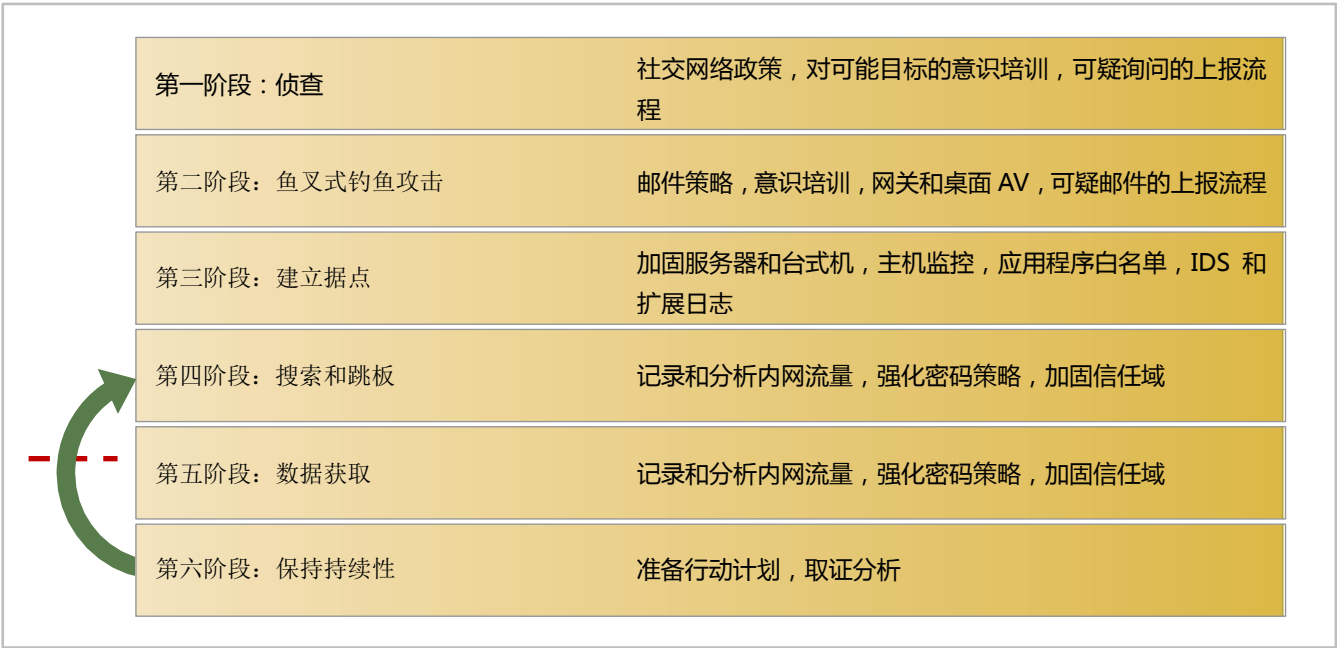 第一阶段：侦查
社交网络政策，对可能目标的意识培训，可疑询问的上报流
程
第二阶段：鱼叉式钓鱼攻击
邮件策略，意识培训，网关和桌面 AV，可疑邮件的上报流程
第三阶段：建立据点
加固服务器和台式机，主机监控，应用程序白名单，IDS 和
扩展日志
第四阶段：搜索和跳板
记录和分析内网流量，强化密码策略，加固信任域
第五阶段：数据获取
记录和分析内网流量，强化密码策略，加固信任域
第六阶段：保持持续性
准备行动计划，取证分析